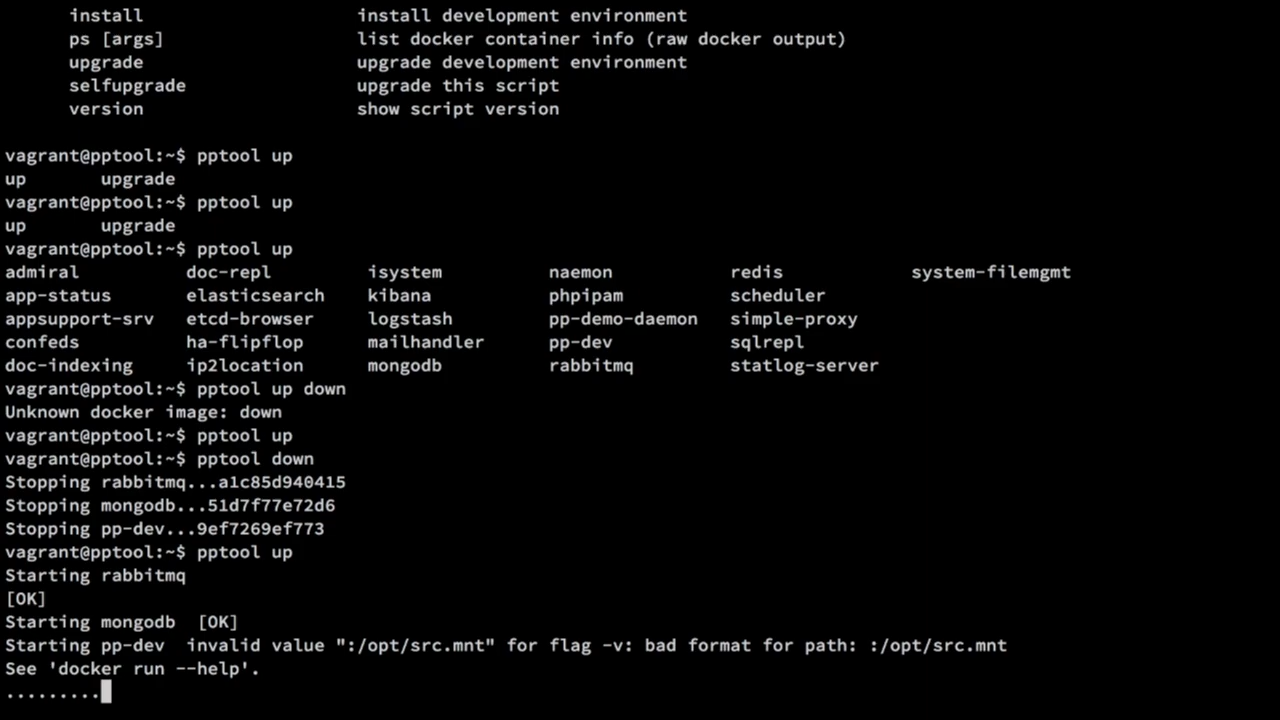 install                    install development environment
ps [args]                  list docker container info (raw docker output)
upgrade                    upgrade development environment
selfupgrade                upgrade this script
version                    show script version
vagrant@pptool:~$ pptool up
up       upgrade
vagrant@pptool:~$ pptool up
up       upgrade
vagrant@pptool:~$ pptool up
admiral          doc-repl         isystem          naemon           redis            system-filemgmt
app-status       elasticsearch    kibana           phpipam          scheduler
appsupport-srv   etcd-browser     logstash         pp-demo-daemon   simple-proxy
confeds          ha-flipflop      mailhandler      pp-dev           sqlrepl
doc-indexing     ip2location      mongodb          rabbitmq         statlog-server
vagrant@pptool:~$ pptool up down
Unknown docker image: down
vagrant@pptool:~$ pptool up
vagrant@pptool:~$ pptool down
Stopping rabbitmq...a1c85d940415
Stopping mongodb...51d7f77e72d6
Stopping pp-dev...9ef7269ef773
vagrant@pptool:~$ pptool up
Starting rabbitmq
[OK]
Starting mongodb  [OK]
Starting pp-dev  invalid value ":/opt/src.mnt" for flag -v: bad format for path: :/opt/src.mnt
See 'docker run --help'.
.........